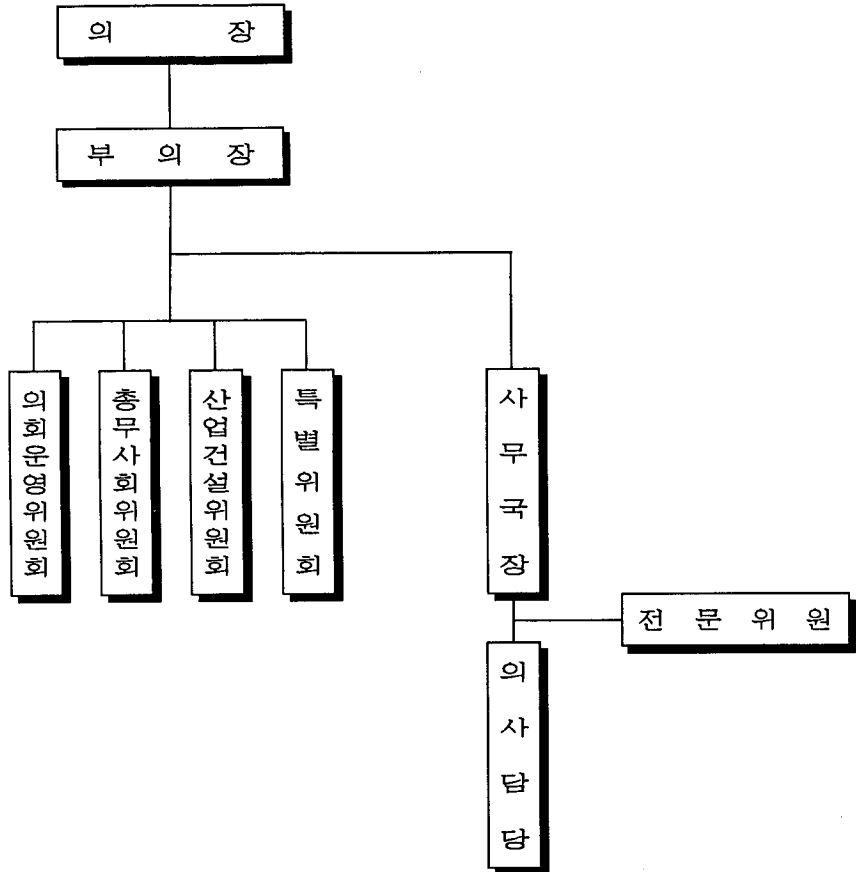 의 장
부 의 장
의회운영위원회
총무사회위원회
산업건설위원회
특별위원회
사무국장
전 문 위 원
의사담당